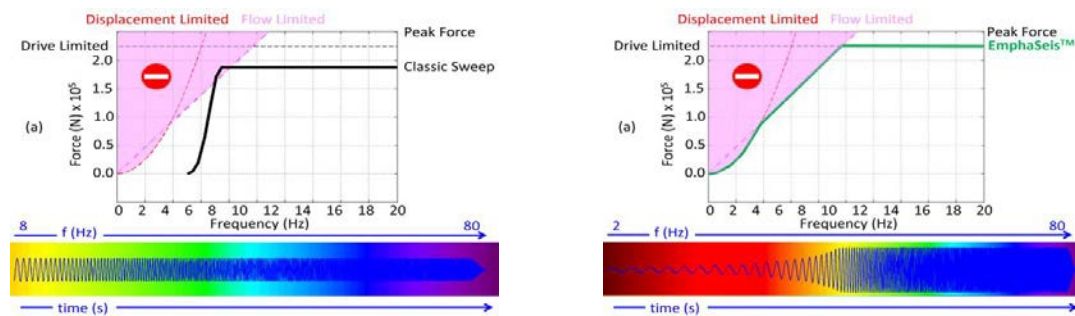 Displacement Limited Flow Limited
Peak Force
Drive Limited
2.0
Classic Sweep
1.5
(a)
1.0
0.5
0.0
Force (N) x 10⁵
0 2 4 6 8 10 12 14 16 18 20
Frequency (Hz)
8 f (Hz) 80
time (s)
Displacement Limited Flow Limited
Peak Force
Drive Limited
EmphaSeis™
2.0
1.5
(a)
1.0
0.5
0.0
Force (N) x 10⁵
0 2 4 6 8 10 12 14 16 18 20
Frequency (Hz)
2 f (Hz) 80
time (s)